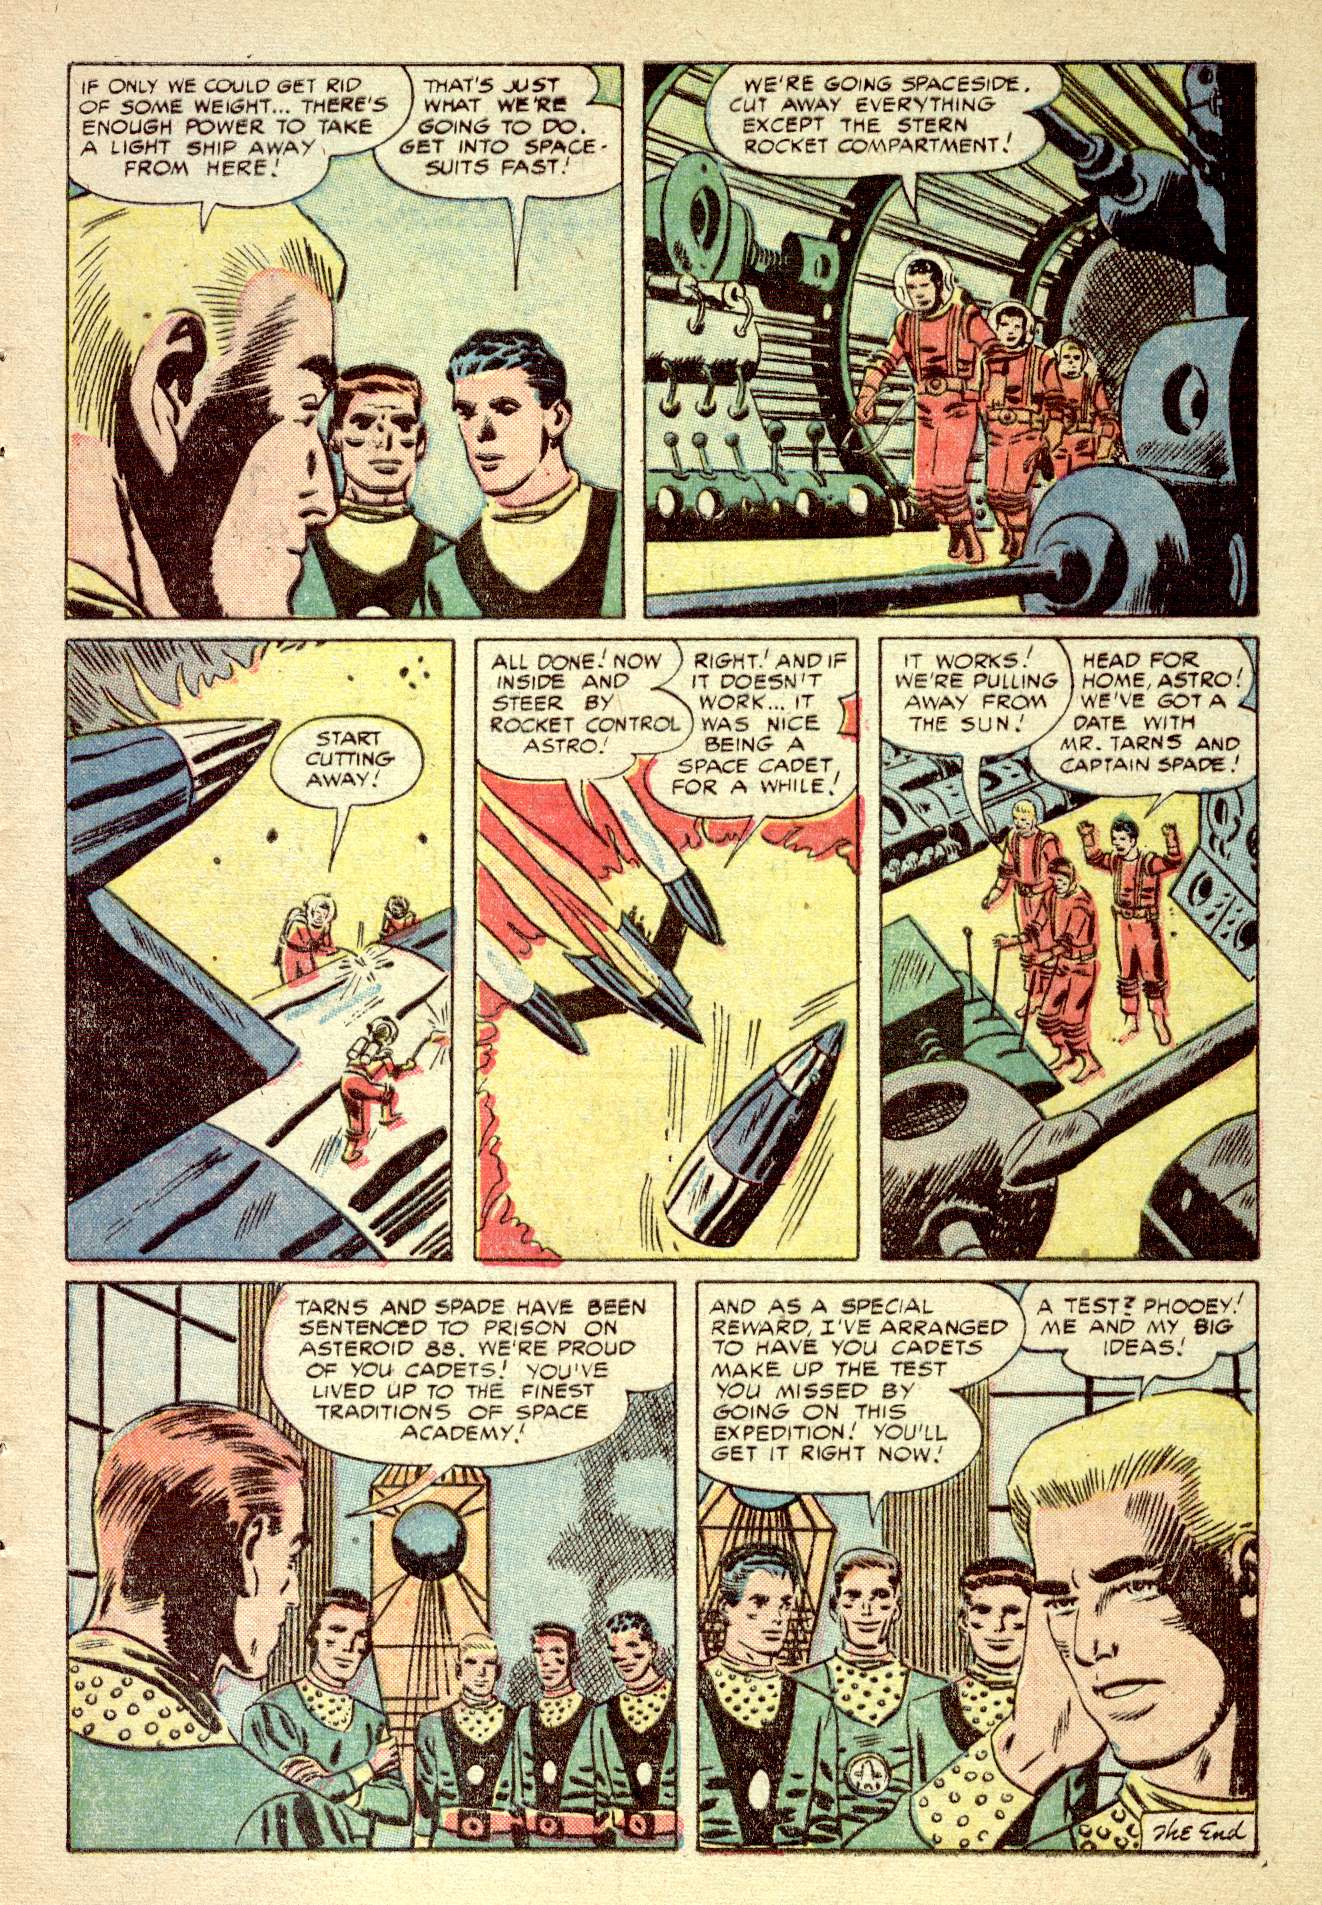 IF ONLY WE COULD GET RID
OF SOME WEIGHT... THERE'S
ENOUGH POWER TO TAKE
A LIGHT SHIP AWAY
FROM HERE!
THAT'S JUST
WHAT WE'RE
GOING TO DO.
GET INTO SPACE-
SUITS FAST!
WE'RE GOING SPACESIDE.
CUT AWAY EVERYTHING
EXCEPT THE STERN
ROCKET COMPARTMENT!
START
CUTTING
AWAY!
ALL DONE! NOW
INSIDE AND
STEER BY
ROCKET CONTROL
ASTRO!
RIGHT! AND IF
IT DOESN'T
WORK... IT
WAS NICE
BEING A
SPACE CADET
FOR A WHILE!
IT WORKS!
WE'RE PULLING
AWAY FROM
THE SUN!
HEAD FOR
HOME, ASTRO!
WE'VE GOT A
DATE WITH
MR. TARNS AND
CAPTAIN SPADE!
TARNS AND SPADE HAVE BEEN
SENTENCED TO PRISON ON
ASTEROID 88. WE'RE PROUD
OF YOU CADETS! YOU'VE
LIVED UP TO THE FINEST
TRADITIONS OF SPACE
ACADEMY!
AND AS A SPECIAL
REWARD, I'VE ARRANGED
TO HAVE YOU CADETS
MAKE UP THE TEST
YOU MISSED BY
GOING ON THIS
EXPEDITION! YOU'LL
GET IT RIGHT NOW!
A TEST? PHOOEY!
ME AND MY BIG
IDEAS!
THE END